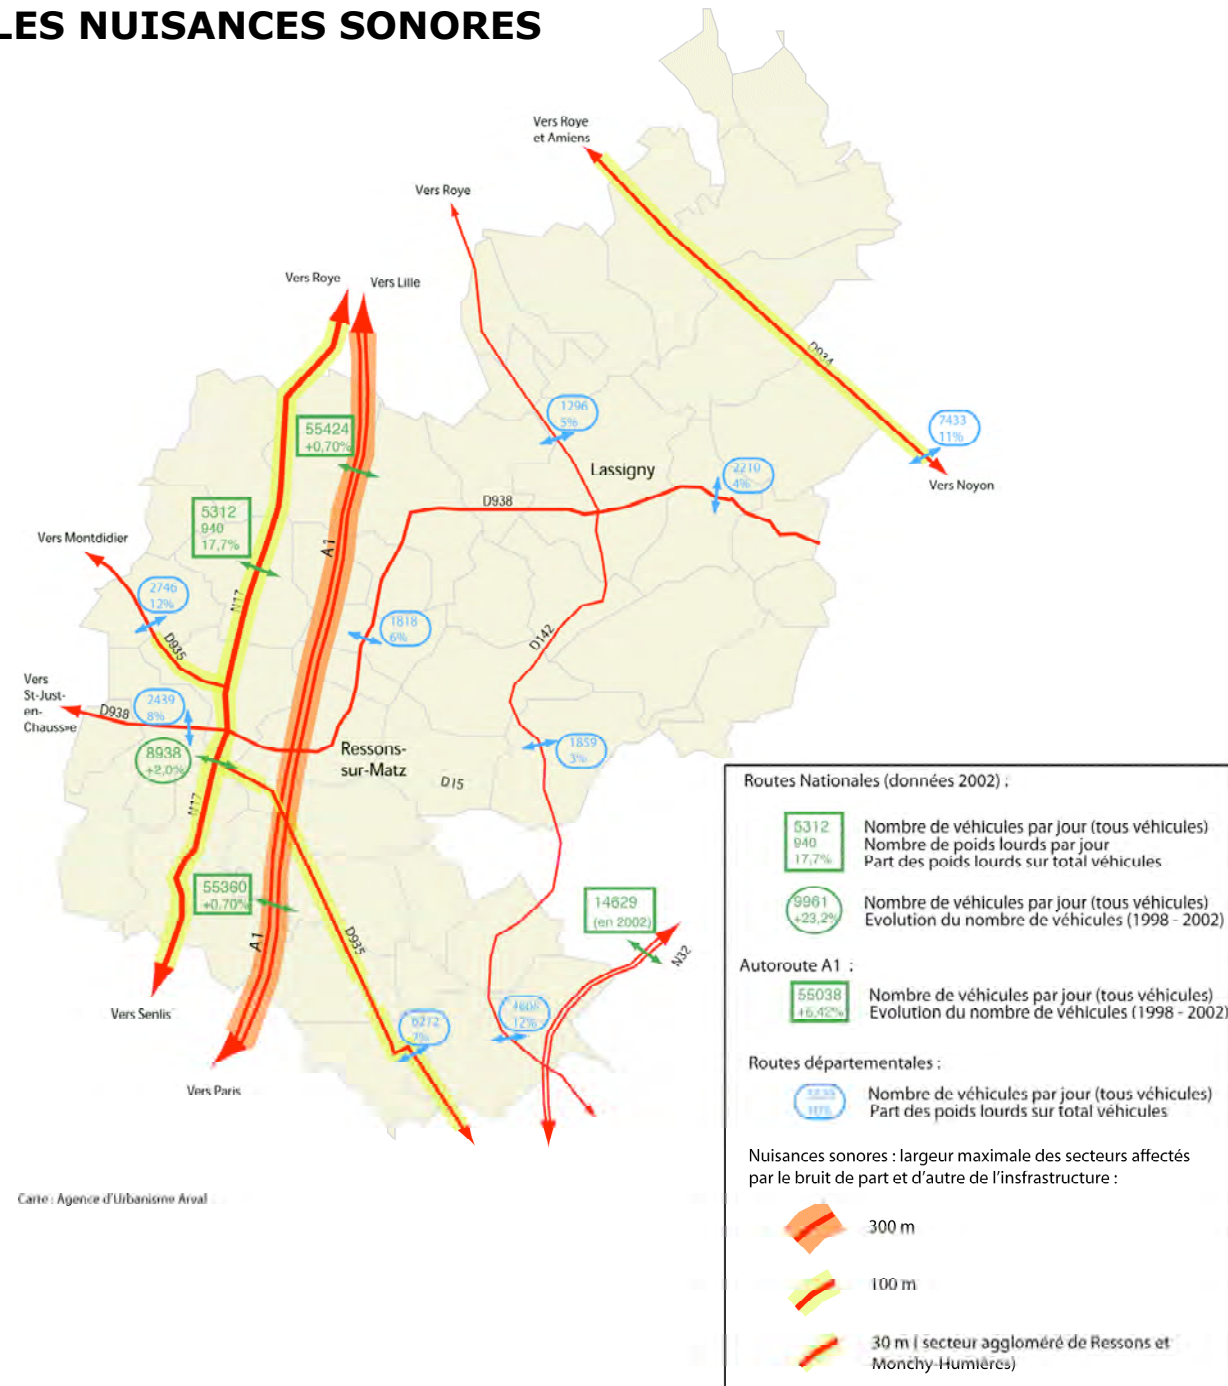 LES NUISANCES SONORES
Vers Roye
et Amiens
Vers Roye
Vers Roye
Vers Lille
D934
1296
5%
7433
11%
55424
+0,70%
Lassigny
2210
4%
Vers Noyon
D938
5312
940
17,7%
Vers Montdidier
A1
2746
12%
N17
1818
6%
D935
D142
Vers
St-Just-
en-
Chaussee
2439
8%
D938
8938
+2,0%
Ressons-
sur-Matz
1859
3%
D15
N17
55360
+0,70%
14629
(en 2002)
A1
D935
N32
Vers Senlis
6272
7%
12%
Vers Paris
Carte : Agence d'Urbanisme Arval
Routes Nationales (données 2002) :
5312
940
17,7%
Nombre de véhicules par jour (tous véhicules)
Nombre de poids lourds par jour
Part des poids lourds sur total véhicules
9961
+23,2%
Nombre de véhicules par jour (tous véhicules)
Evolution du nombre de véhicules (1998 - 2002)
Autoroute A1 :
55038
+6,42%
Nombre de véhicules par jour (tous véhicules)
Evolution du nombre de véhicules (1998 - 2002)
Routes départementales :
Nombre de véhicules par jour (tous véhicules)
Part des poids lourds sur total véhicules
Nuisances sonores : largeur maximale des secteurs affectés
par le bruit de part et d'autre de l'insfrastructure :
300 m
100 m
30 m ( secteur aggloméré de Ressons et
Monchy-Humières)